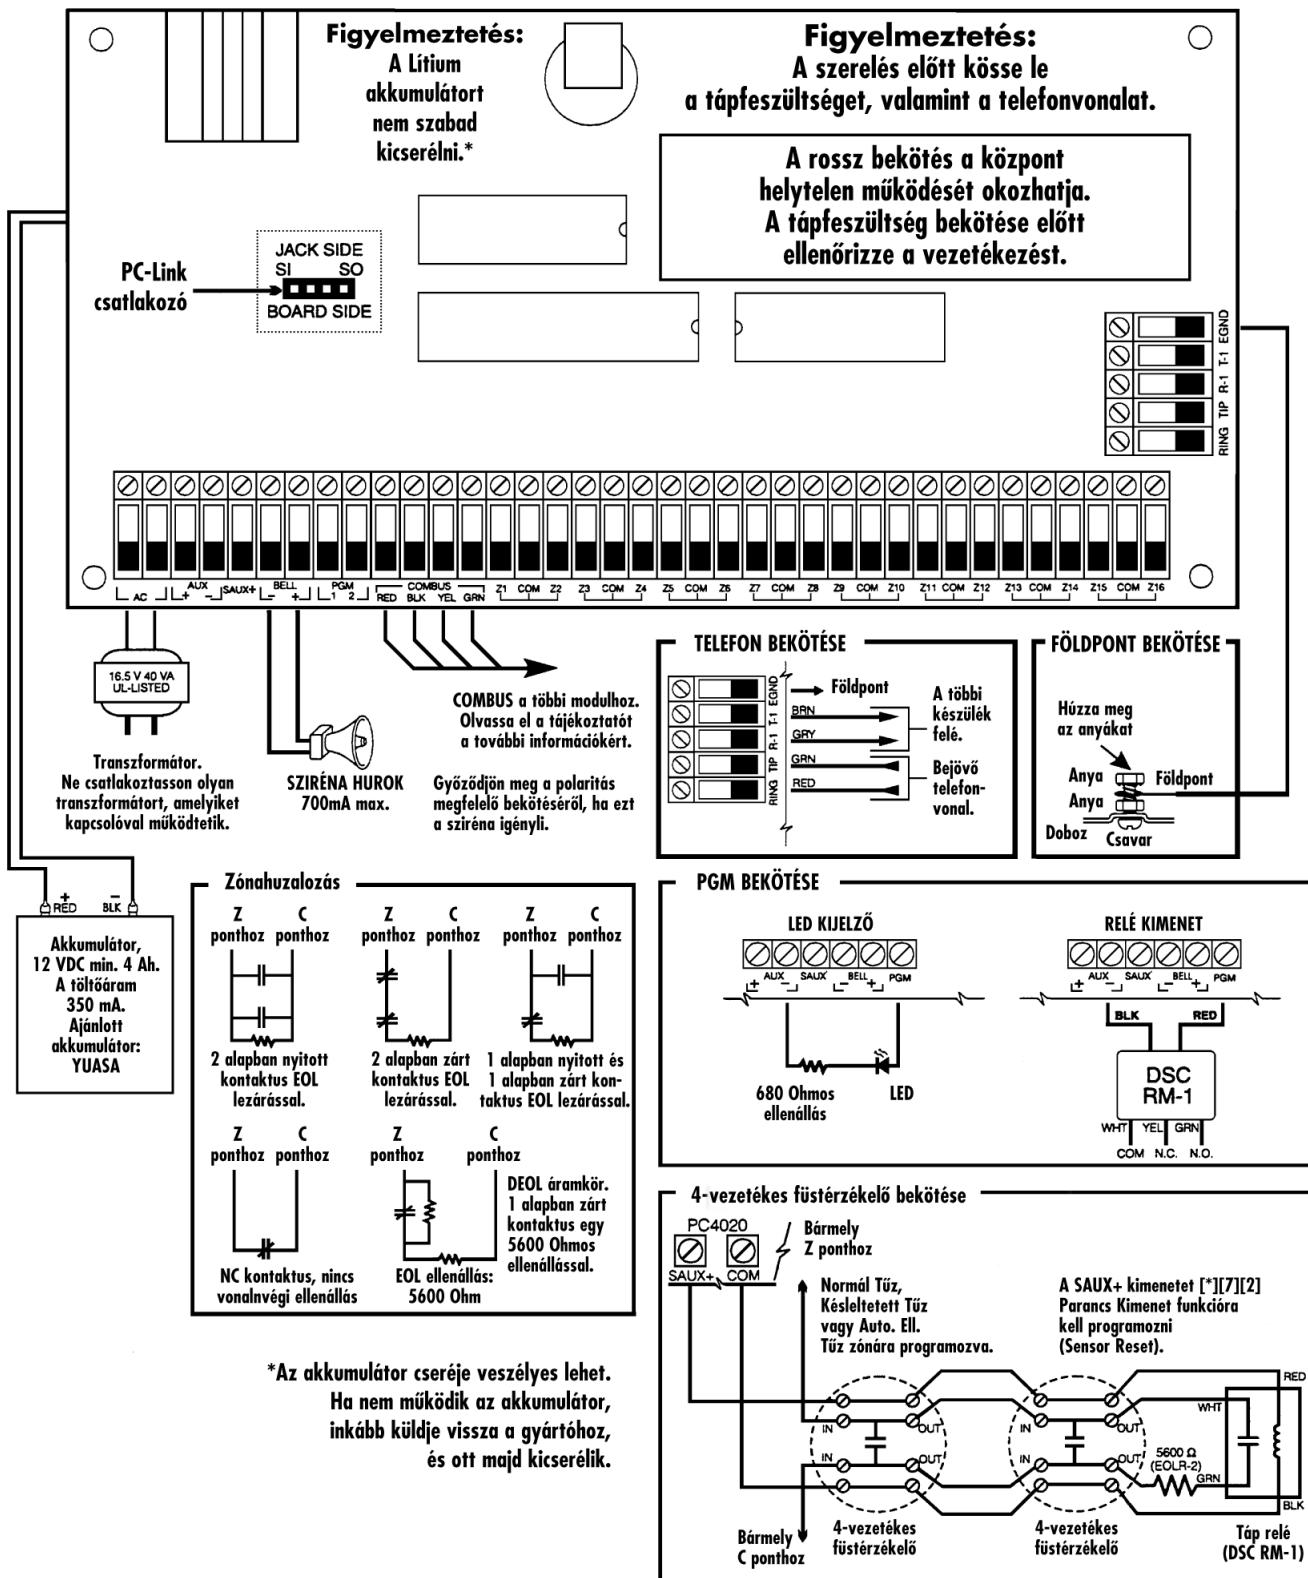 Figyelmeztetés:
A Lítium
akkumulátort
nem szabad
kicserélni.*
Figyelmeztetés:
A szerelés előtt kösse le
a tápfeszültséget, valamint a telefonvonalat.
A rossz bekötés a központ
helytelen működését okozhatja.
A tápfeszültség bekötése előtt
ellenőrizze a vezetékezést.
PC-Link
csatlakozó
JACK SIDE
SI SO
BOARD SIDE
EGND
T-1
R-1
TIP
RING
AC
AUX
+ −
SAUX+
BELL
− +
PGM
1 2
COMBUS
RED BLK YEL GRN
Z1 COM Z2 Z3 COM Z4 Z5 COM Z6 Z7 COM Z8 Z9 COM Z10 Z11 COM Z12 Z13 COM Z14 Z15 COM Z16
16.5 V 40 VA
UL-LISTED
Transzformátor.
Ne csatlakoztasson olyan
transzformátort, amelyiket
kapcsolóval működtetik.
SZIRÉNA HUROK
700mA max.
COMBUS a többi modulhoz.
Olvassa el a tájékoztatót
a további információkért.
Győződjön meg a polaritás
megfelelő bekötéséről, ha ezt
a sziréna igényli.
TELEFON BEKÖTÉSE
EGND
T-1
R-1
TIP
RING
Földpont
BRN
GRY
GRN
RED
A többi
készülék
felé.
Bejövő
telefon-
vonal.
FÖLDPONT BEKÖTÉSE
Húzza meg
az anyákat
Anya
Földpont
Anya
Doboz
Csavar
+ −
RED BLK
Akkumulátor,
12 VDC min. 4 Ah.
A töltőáram
350 mA.
Ajánlott
akkumulátor:
YUASA
Zónahuzalozás
Z C
ponthoz ponthoz
2 alapban nyitott
kontaktus EOL
lezárással.
Z C
ponthoz ponthoz
2 alapban zárt
kontaktus EOL
lezárással.
Z C
ponthoz ponthoz
1 alapban nyitott és
1 alapban zárt kon-
taktus EOL lezárással.
Z C
ponthoz ponthoz
NC kontaktus, nincs
vonalnvégi ellenállás
Z C
ponthoz ponthoz
DEOL áramkör.
1 alapban zárt
kontaktus egy
5600 Ohmos
ellenállással.
EOL ellenállás:
5600 Ohm
PGM BEKÖTÉSE
LED KIJELZŐ
+ AUX − SAUX − BELL + PGM
680 Ohmos
ellenállás
LED
RELÉ KIMENET
+ AUX − SAUX − BELL + PGM
BLK RED
DSC
RM-1
WHT YEL GRN
COM N.C. N.O.
4-vezetékes füstérzékelő bekötése
PC4020
SAUX+ COM
Bármely
Z ponthoz
Normál Tűz,
Késleltetett Tűz
vagy Auto. Ell.
Tűz zónára programozva.
A SAUX+ kimenetet [*][7][2]
Parancs Kimenet funkcióra
kell programozni
(Sensor Reset).
IN OUT
IN OUT
IN OUT
IN OUT
RED
WHT
5600 Ω
(EOLR-2)
GRN
BLK
Bármely
C ponthoz
4-vezetékes
füstérzékelő
4-vezetékes
füstérzékelő
Táp relé
(DSC RM-1)
*Az akkumulátor cseréje veszélyes lehet.
Ha nem működik az akkumulátor,
inkább küldje vissza a gyártóhoz,
és ott majd kicserélik.